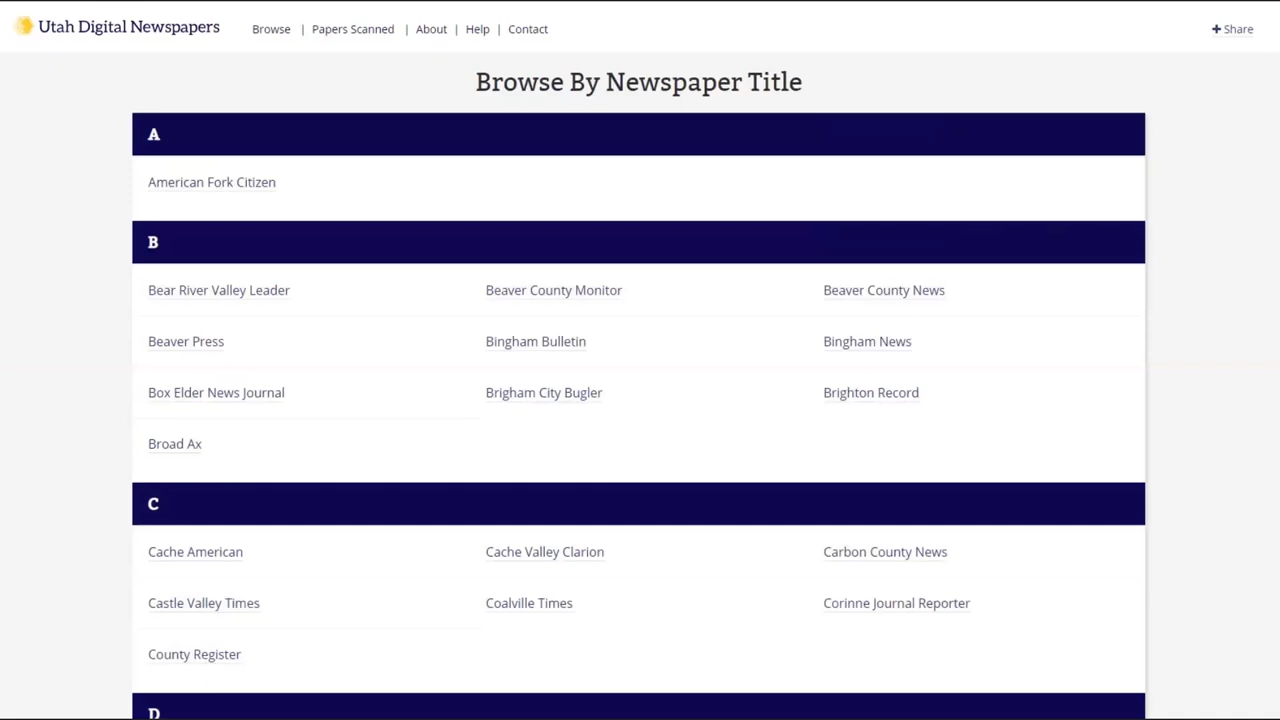 Utah Digital Newspapers Browse | Papers Scanned | About | Help | Contact + Share
Browse By Newspaper Title
A
American Fork Citizen
B
Bear River Valley Leader Beaver County Monitor Beaver County News
Beaver Press Bingham Bulletin Bingham News
Box Elder News Journal Brigham City Bugler Brighton Record
Broad Ax
C
Cache American Cache Valley Clarion Carbon County News
Castle Valley Times Coalville Times Corinne Journal Reporter
County Register
D